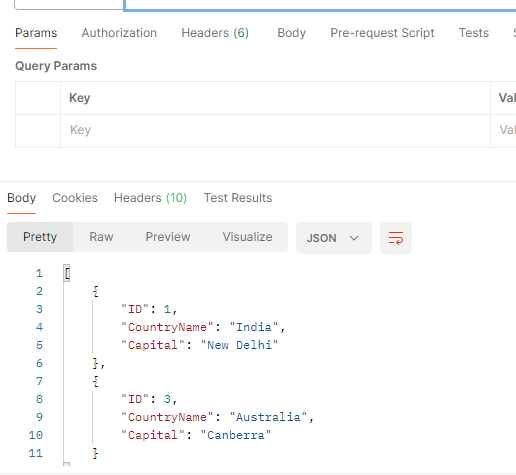 Params Authorization Headers (6) Body Pre-request Script Tests S
Query Params
Key Val
Key Val
Body Cookies Headers (10) Test Results
Pretty Raw Preview Visualize JSON
1 [
2 {
3 "ID": 1,
4 "CountryName": "India",
5 "Capital": "New Delhi"
6 },
7 {
8 "ID": 3,
9 "CountryName": "Australia",
10 "Capital": "Canberra"
11 }